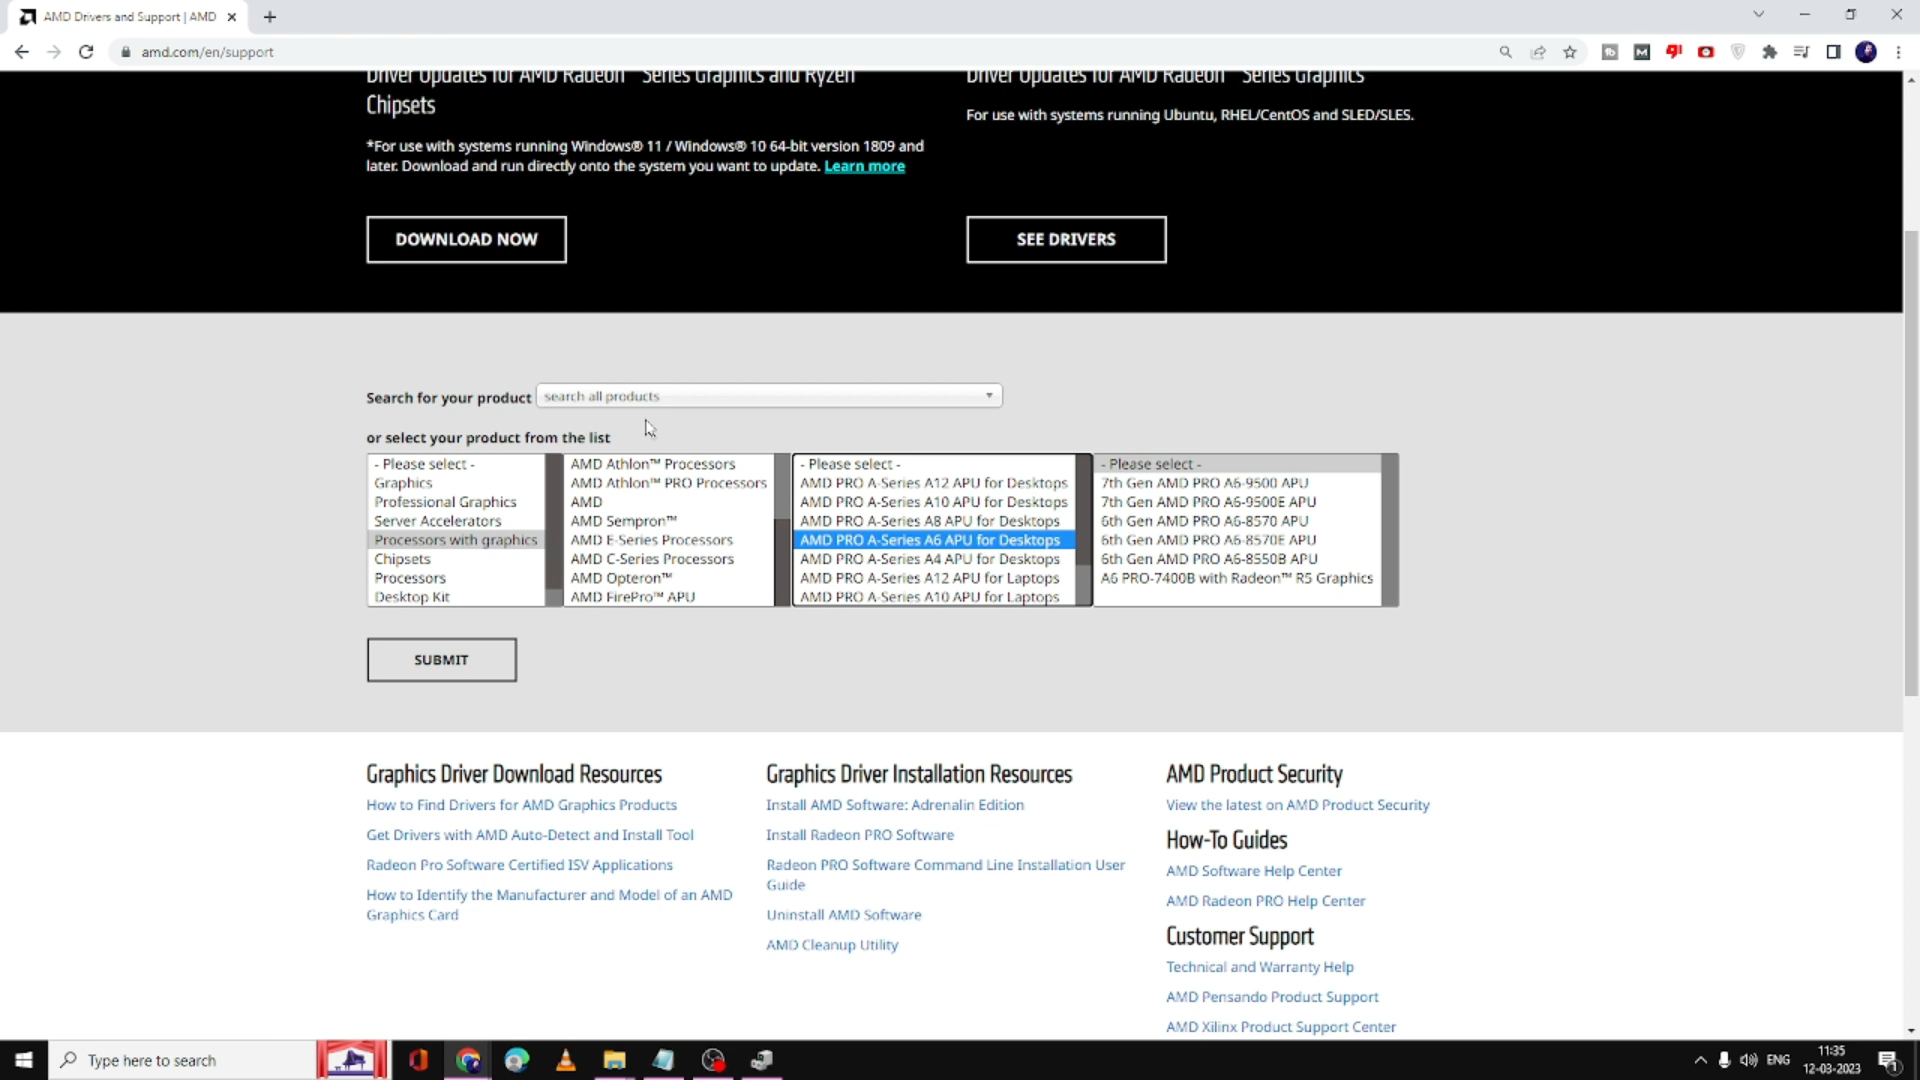 AMD Drivers and Support | AMD
amd.com/en/support
Driver Updates for AMD Radeon™ Series Graphics and Ryzen™
Chipsets
*For use with systems running Windows® 11 / Windows® 10 64-bit version 1809 and
later. Download and run directly onto the system you want to update. Learn more
DOWNLOAD NOW
Driver Updates for AMD Radeon™ Series Graphics
For use with systems running Ubuntu, RHEL/CentOS and SLED/SLES.
SEE DRIVERS
Search for your product
search all products
or select your product from the list
- Please select -
Graphics
Professional Graphics
Server Accelerators
Processors with graphics
Chipsets
Processors
Desktop Kit
AMD Athlon™ Processors
AMD Athlon™ PRO Processors
AMD
AMD Sempron™
AMD E-Series Processors
AMD C-Series Processors
AMD Opteron™
AMD FirePro™ APU
- Please select -
AMD PRO A-Series A12 APU for Desktops
AMD PRO A-Series A10 APU for Desktops
AMD PRO A-Series A8 APU for Desktops
AMD PRO A-Series A6 APU for Desktops
AMD PRO A-Series A4 APU for Desktops
AMD PRO A-Series A12 APU for Laptops
AMD PRO A-Series A10 APU for Laptops
- Please select -
7th Gen AMD PRO A6-9500 APU
7th Gen AMD PRO A6-9500E APU
6th Gen AMD PRO A6-8570 APU
6th Gen AMD PRO A6-8570E APU
6th Gen AMD PRO A6-8550B APU
A6 PRO-7400B with Radeon™ R5 Graphics
SUBMIT
Graphics Driver Download Resources
How to Find Drivers for AMD Graphics Products
Get Drivers with AMD Auto-Detect and Install Tool
Radeon Pro Software Certified ISV Applications
How to Identify the Manufacturer and Model of an AMD
Graphics Card
Graphics Driver Installation Resources
Install AMD Software: Adrenalin Edition
Install Radeon PRO Software
Radeon PRO Software Command Line Installation User
Guide
Uninstall AMD Software
AMD Cleanup Utility
AMD Product Security
View the latest on AMD Product Security
How-To Guides
AMD Software Help Center
AMD Radeon PRO Help Center
Customer Support
Technical and Warranty Help
AMD Pensando Product Support
AMD Xilinx Product Support Center
Type here to search
ENG
11:35
12-03-2023
1